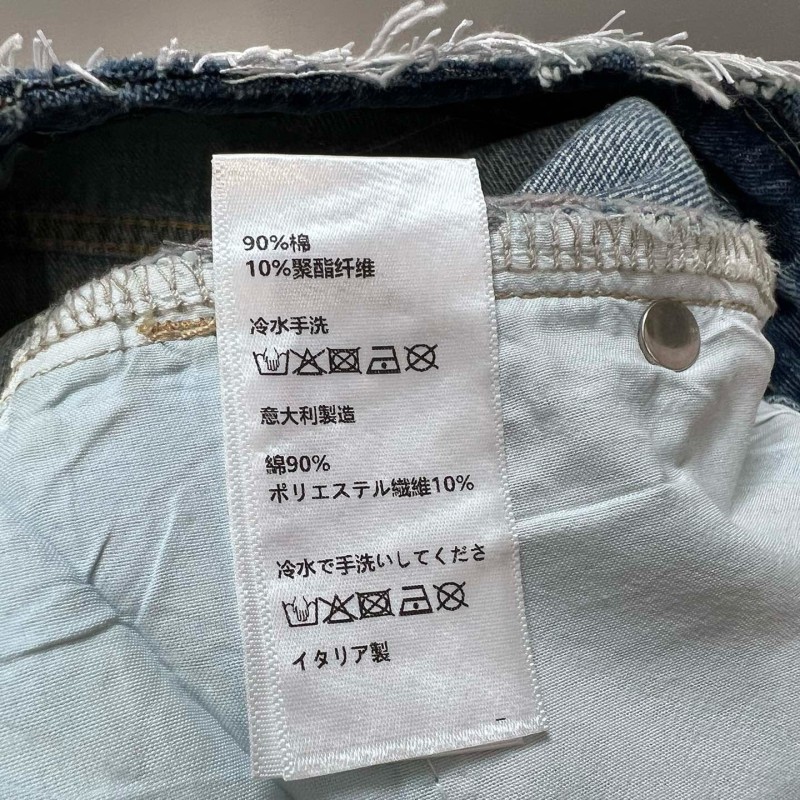 90%棉
10%聚酯纤维
冷水手洗
意大利製造
綿90%
ポリエステル繊維10%
冷水で手洗いしてくださ
イタリア製